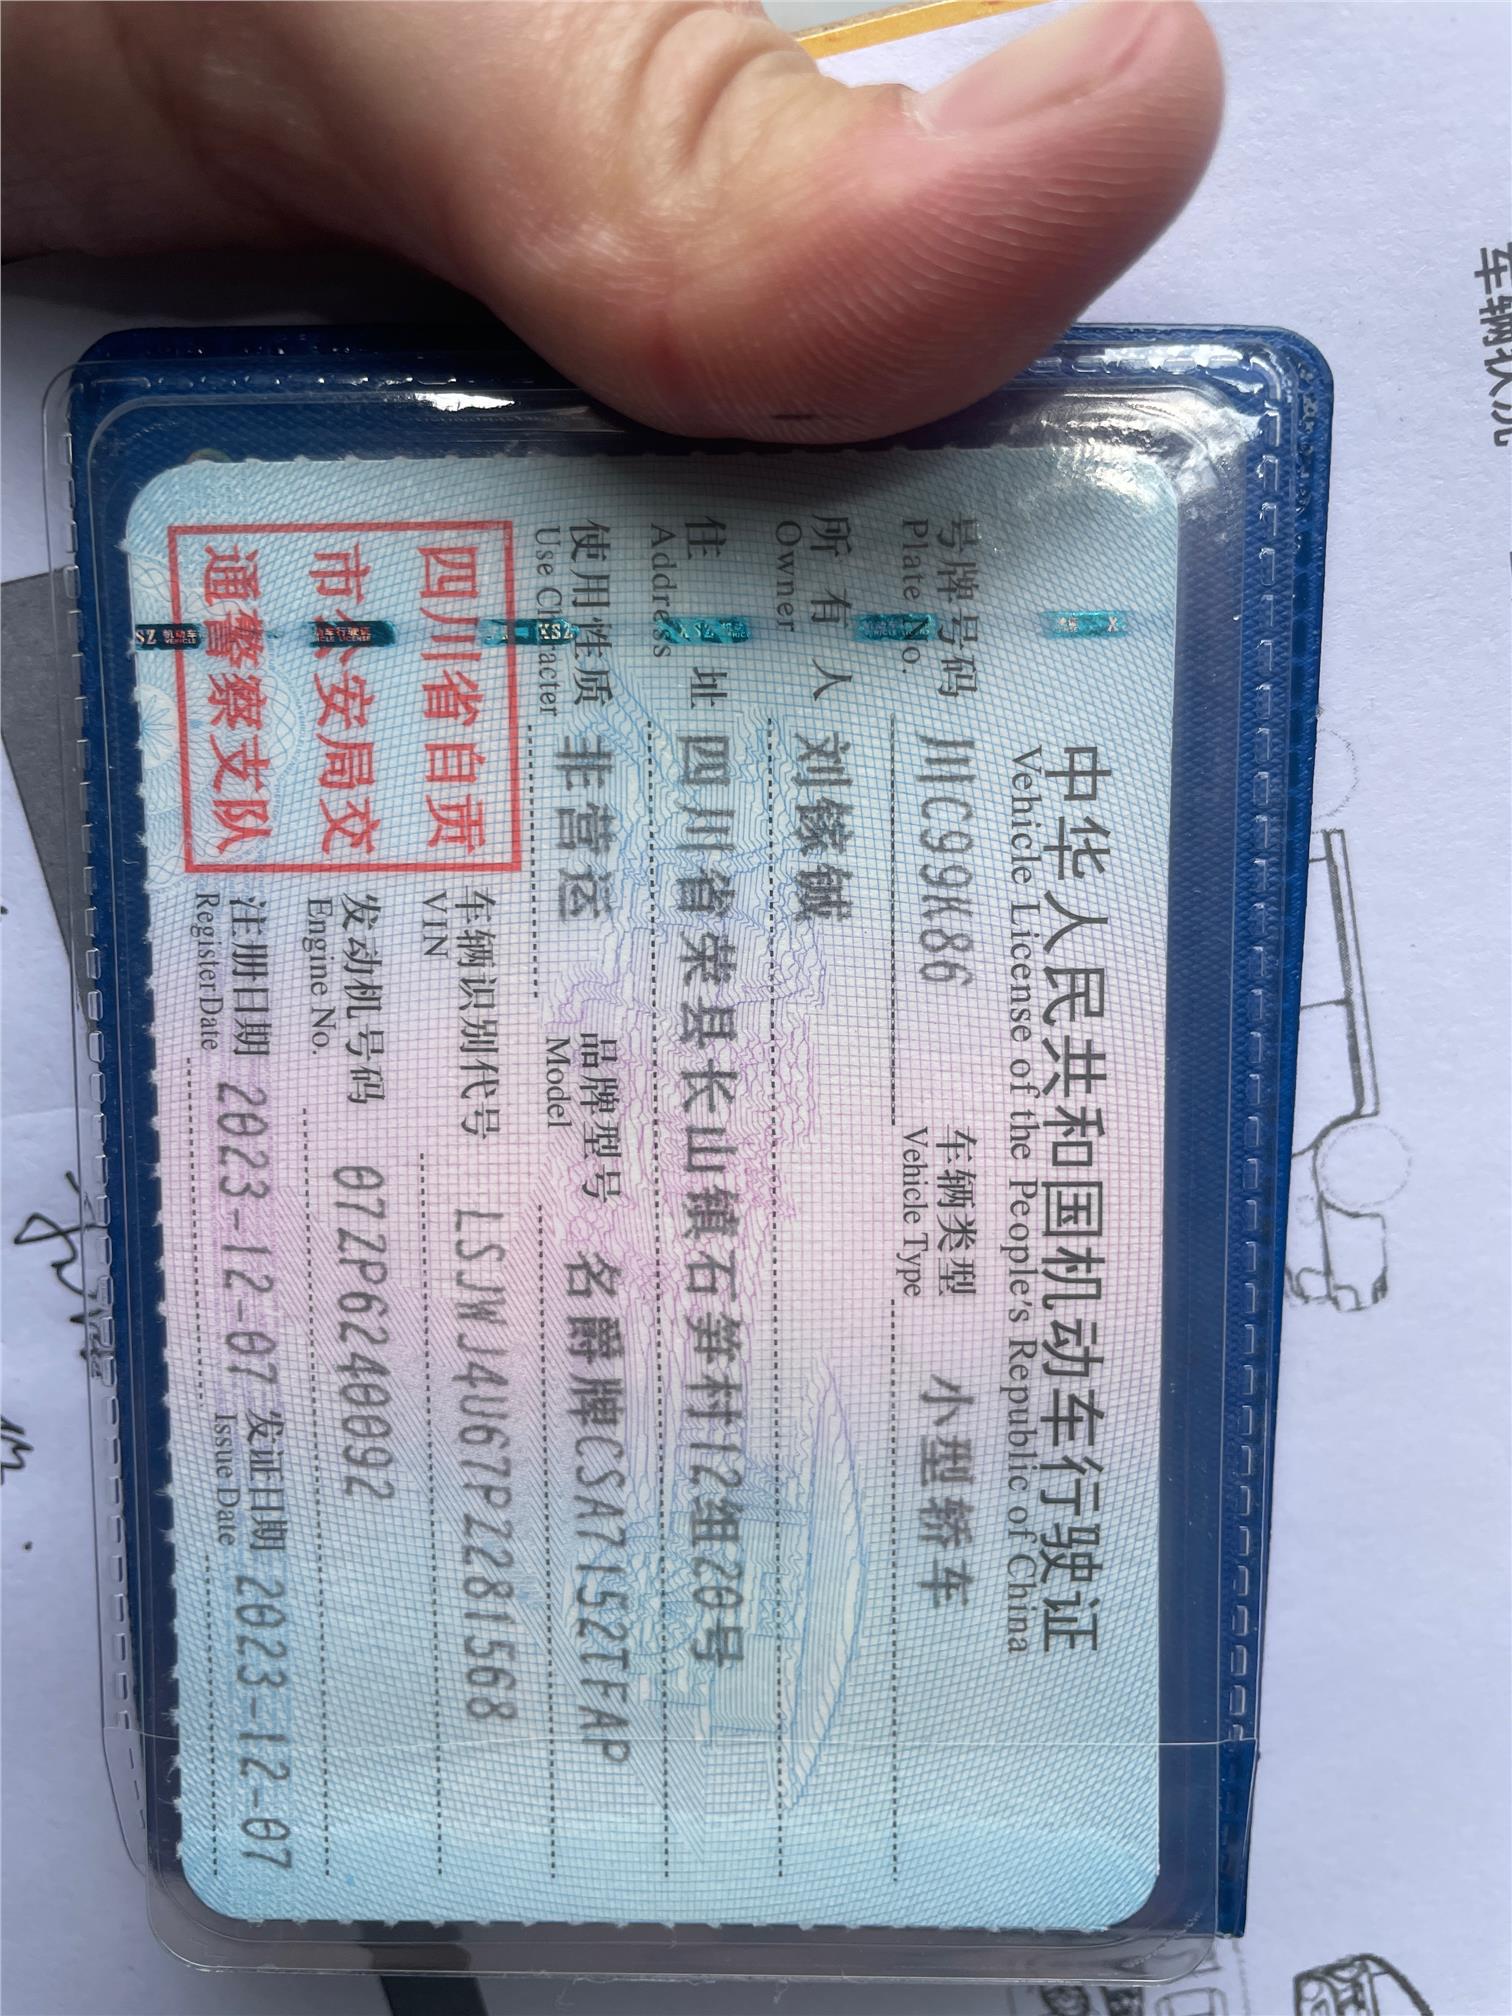 中华人民共和国机动车行驶证
Vehicle License of the People's Republic of China
号牌号码 川C99K86 车辆类型 小型轿车
Plate No. Vehicle Type
所有人 刘
Owner
住址 四川省荣县长山镇石笋村12组20号
Address
使用性质 非营运 品牌型号 名爵牌CSA7152TFAP
Use Character Model
车辆识别代号 LSJWJ4U67PZ281568
VIN
发动机号码 07ZP6240092
Engine No.
注册日期 2023-12-07 发证日期 2023-12-07
Register Date Issue Date
四川省自贡
市公安局交
通警察支队
车辆状况